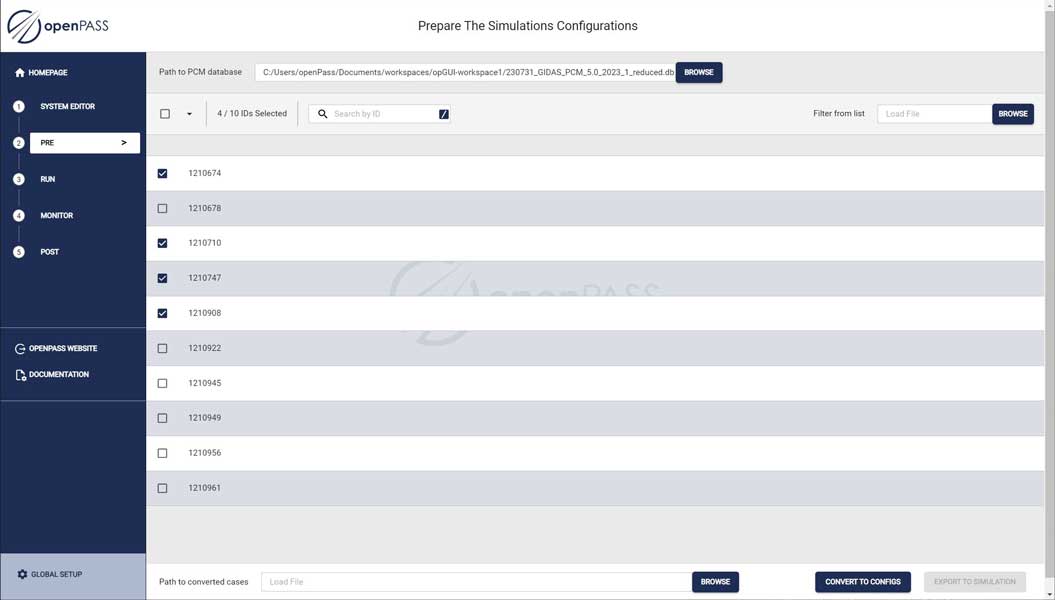 openPASS
Prepare The Simulations Configurations
HOMEPAGE
1 SYSTEM EDITOR
2 PRE >
3 RUN
4 MONITOR
5 POST
OPENPASS WEBSITE
DOCUMENTATION
GLOBAL SETUP
Path to PCM database C:/Users/openPass/Documents/workspaces/opGUI-workspace1/230731_GIDAS_PCM_5.0_2023_1_reduced.db BROWSE
4 / 10 IDs Selected Search by ID / Filter from list Load File BROWSE
1210674
1210678
1210710
1210747
1210908
1210922
1210945
1210949
1210956
1210961
openPASS
Path to converted cases Load File BROWSE CONVERT TO CONFIGS EXPORT TO SIMULATION